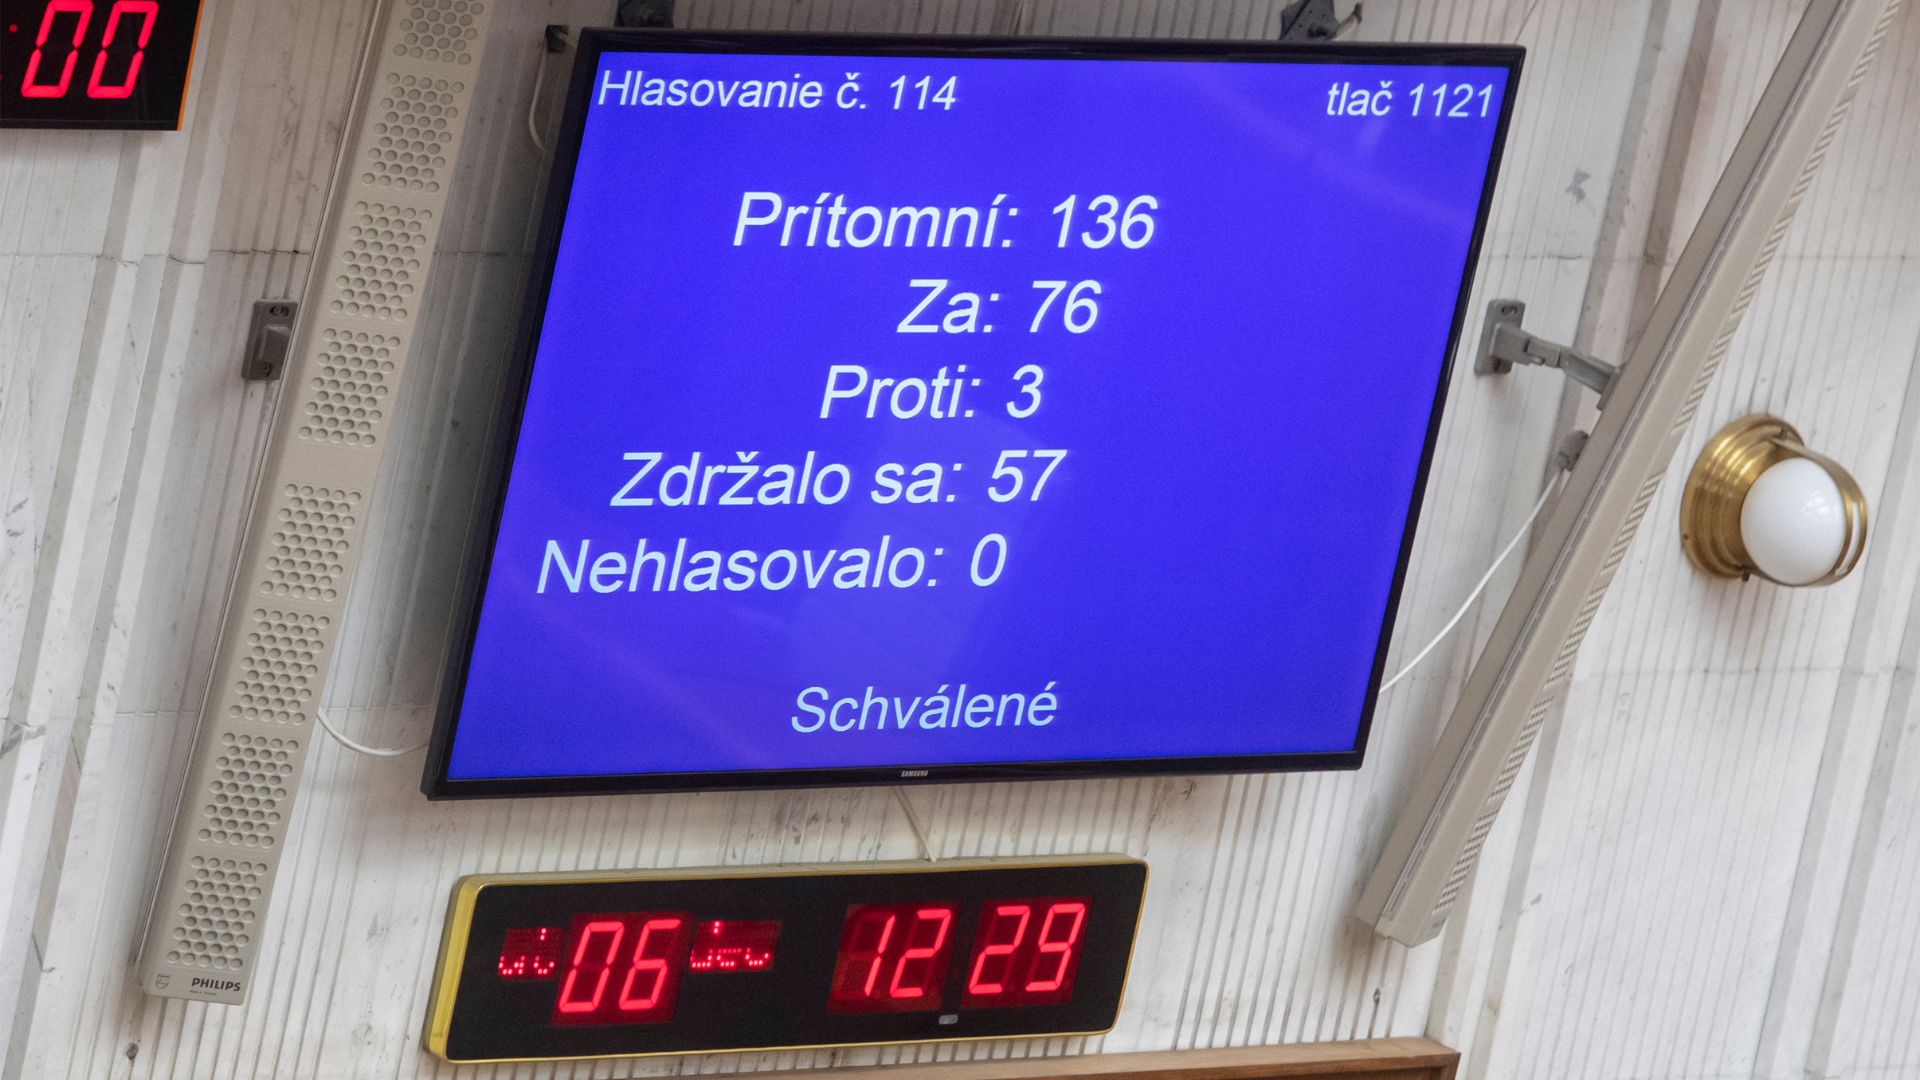 :00
Hlasovanie č. 114
tlač 1121
Prítomní: 136
Za: 76
Proti: 3
Zdržalo sa: 57
Nehlasovalo: 0
Schválené
SAMSUNG
06 12 29
PHILIPS